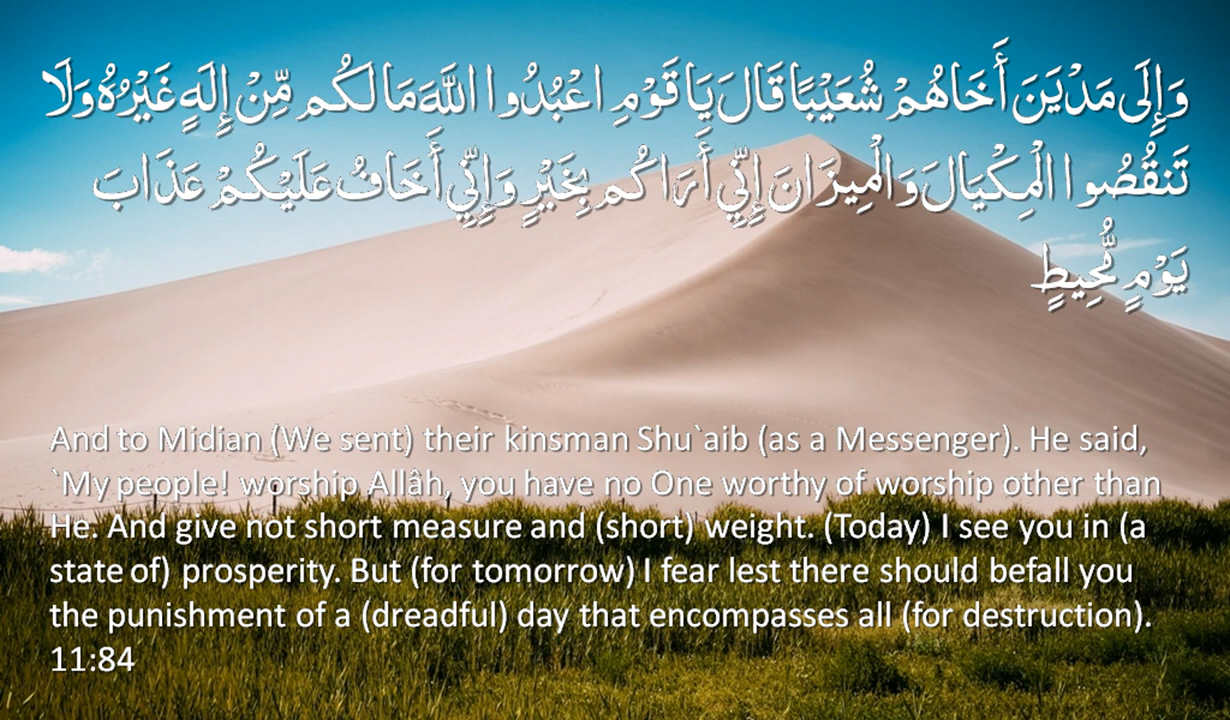 وَإِلَى مَدْيَنَ أَخَاهُمْ شُعَيْبًا قَالَ يَا قَوْمِ اعْبُدُوا اللَّهَ مَا لَكُم مِّنْ إِلَهٍ غَيْرُهُ وَلَا
تَنقُصُوا الْمِكْيَالَ وَالْمِيزَانَ إِنِّي أَرَاكُم بِخَيْرٍ وَإِنِّي أَخَافُ عَلَيْكُمْ عَذَابَ
يَوْمٍ مُّحِيطٍ
And to Midian (We sent) their kinsman Shu`aib (as a Messenger). He said,
`My people! worship Allâh, you have no One worthy of worship other than
He. And give not short measure and (short) weight. (Today) I see you in (a
state of) prosperity. But (for tomorrow) I fear lest there should befall you
the punishment of a (dreadful) day that encompasses all (for destruction).
11:84